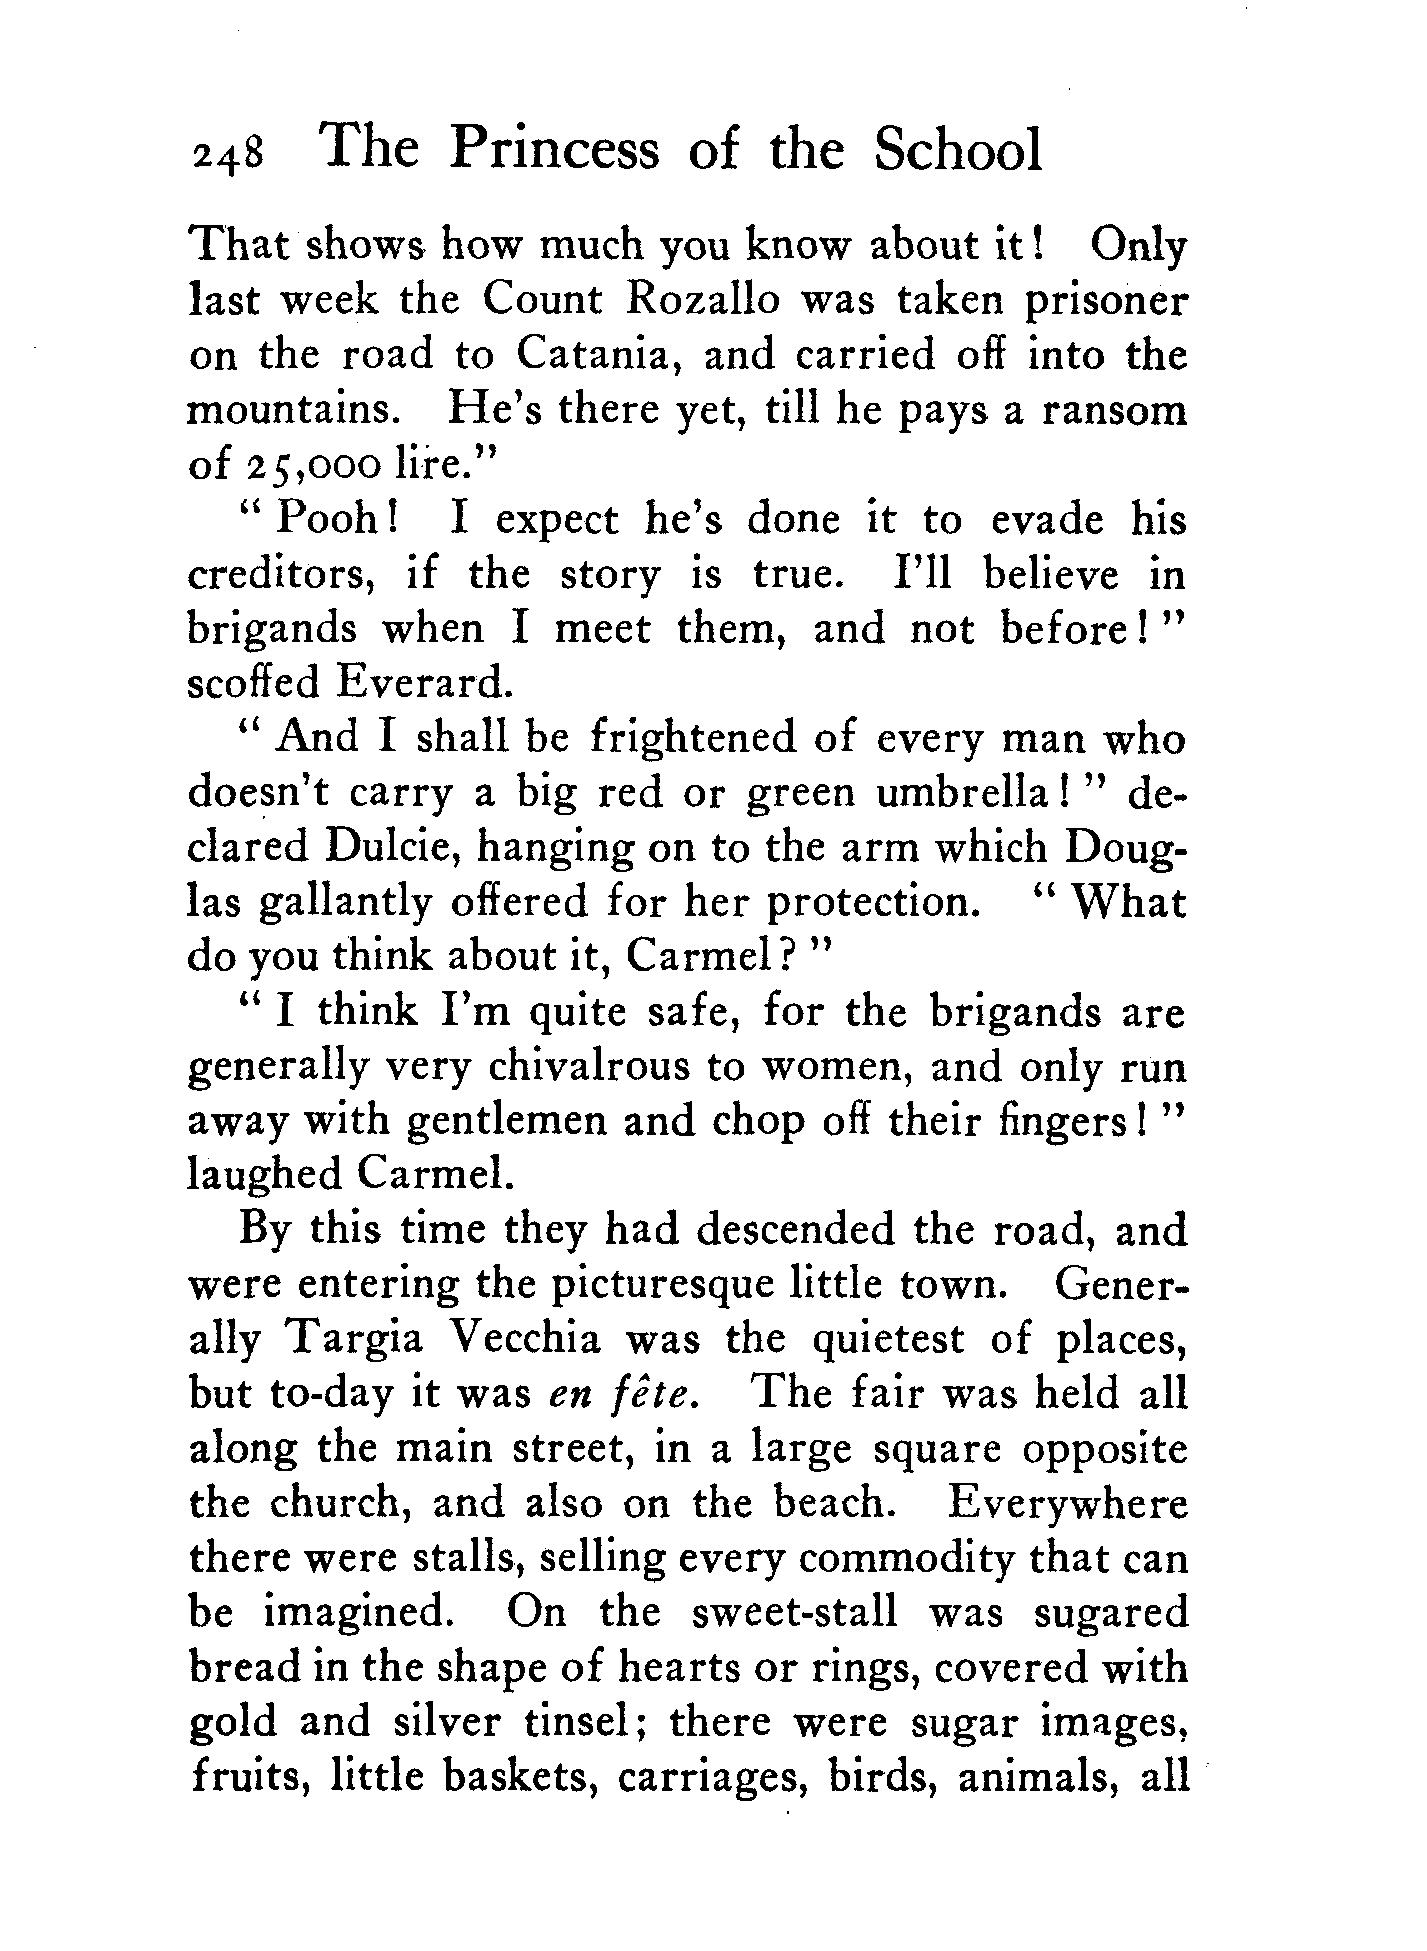 248 The Princess of the School
That shows how much you know about it! Only
last week the Count Rozallo was taken prisoner
on the road to Catania, and carried off into the
mountains. He's there yet, till he pays a ransom
of 25,000 lire."
" Pooh! I expect he's done it to evade his
creditors, if the story is true. I'll believe in
brigands when I meet them, and not before! "
scoffed Everard.
" And I shall be frightened of every man who
doesn't carry a big red or green umbrella! " de-
clared Dulcie, hanging on to the arm which Doug-
las gallantly offered for her protection. " What
do you think about it, Carmel? "
" I think I'm quite safe, for the brigands are
generally very chivalrous to women, and only run
away with gentlemen and chop off their fingers! "
laughed Carmel.
By this time they had descended the road, and
were entering the picturesque little town. Gener-
ally Targia Vecchia was the quietest of places,
but to-day it was en fête. The fair was held all
along the main street, in a large square opposite
the church, and also on the beach. Everywhere
there were stalls, selling every commodity that can
be imagined. On the sweet-stall was sugared
bread in the shape of hearts or rings, covered with
gold and silver tinsel; there were sugar images,
fruits, little baskets, carriages, birds, animals, all